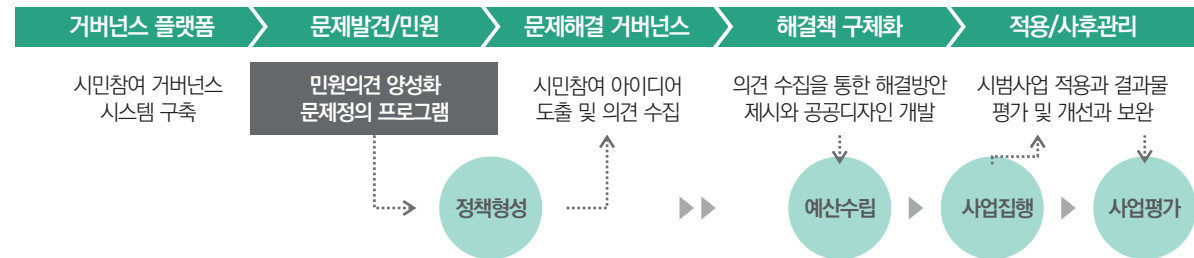 거버넌스 플랫폼
문제발견/민원
문제해결 거버넌스
해결책 구체화
적용/사후관리
시민참여 거버넌스
시스템 구축
민원의견 양성화
문제정의 프로그램
시민참여 아이디어
도출 및 의견 수집
의견 수집을 통한 해결방안
제시와 공공디자인 개발
시범사업 적용과 결과물
평가 및 개선과 보완
정책형성
예산수립
사업집행
사업평가